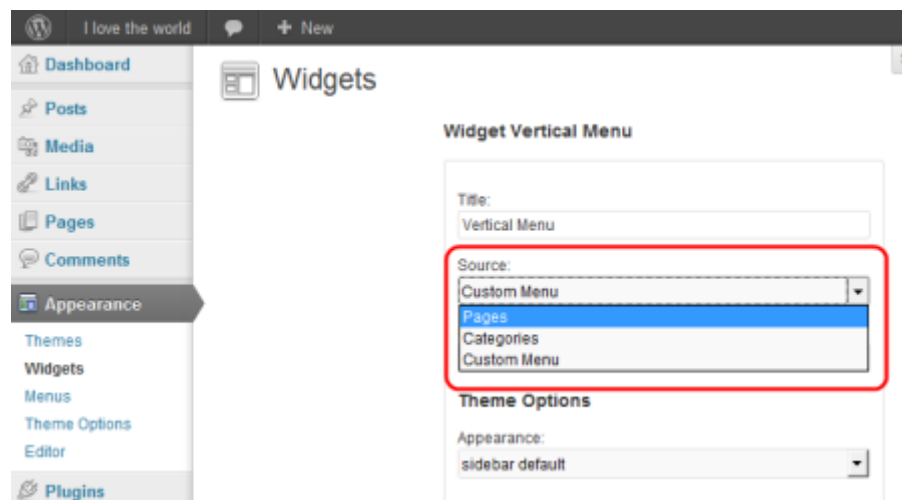 I love the world + New
Dashboard
Posts
Media
Links
Pages
Comments
Appearance
Themes
Widgets
Menus
Theme Options
Editor
Plugins
Widgets
Widget Vertical Menu
Title:
Vertical Menu
Source:
Custom Menu
Pages
Categories
Custom Menu
Theme Options
Appearance:
sidebar default